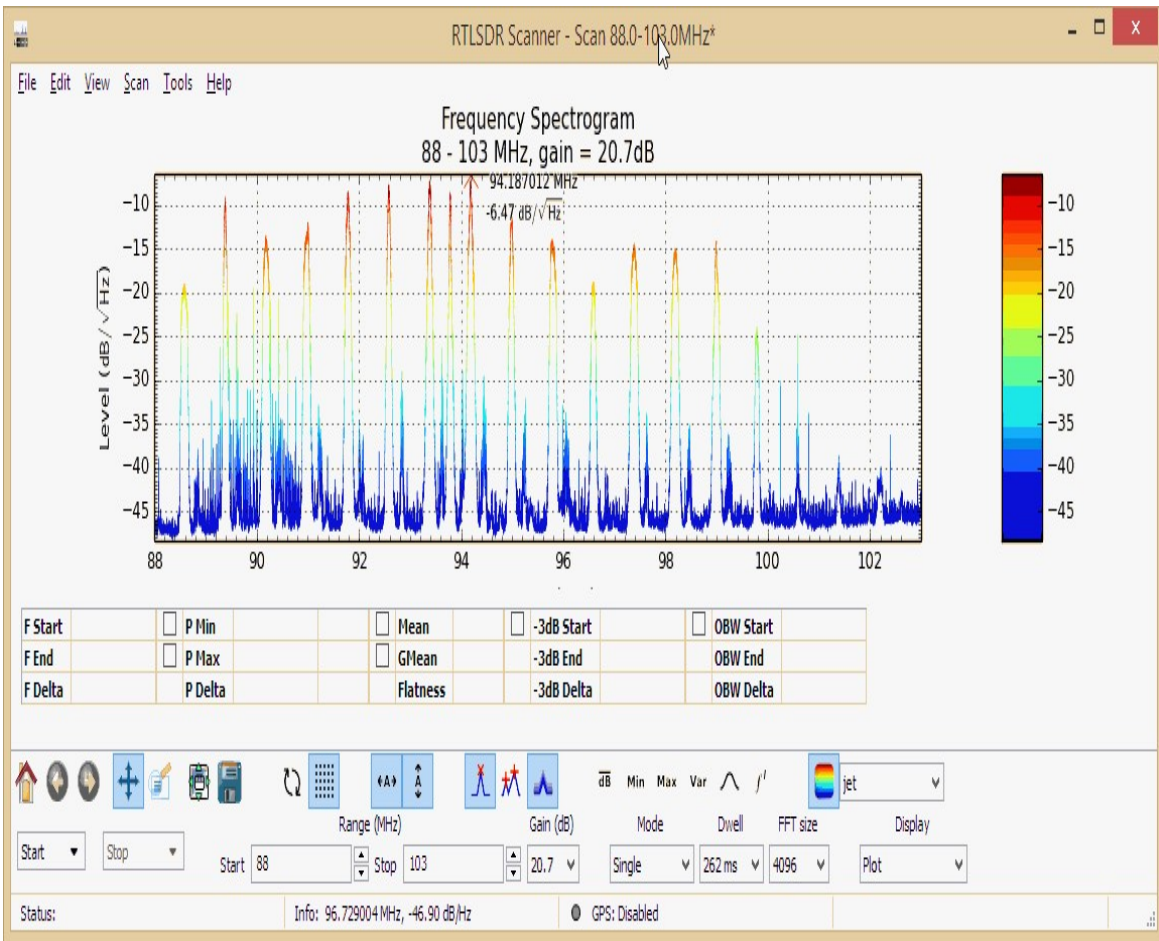 RTLSDR Scanner - Scan 88.0-103.0MHz*
File Edit View Scan Tools Help
Frequency Spectrogram
88 - 103 MHz, gain = 20.7dB
94.187012 MHz
-6.47 dB/√Hz
Level (dB/√Hz)
−10
−15
−20
−25
−30
−35
−40
−45
88 90 92 94 96 98 100 102
−10
−15
−20
−25
−30
−35
−40
−45
F Start P Min Mean -3dB Start OBW Start
F End P Max GMean -3dB End OBW End
F Delta P Delta Flatness -3dB Delta OBW Delta
A A dB Min Max Var f' jet
Range (MHz) Gain (dB) Mode Dwell FFT size Display
Start Stop Start 88 Stop 103 20.7 Single 262 ms 4096 Plot
Status: Info: 96.729004 MHz, -46.90 dB/Hz GPS: Disabled